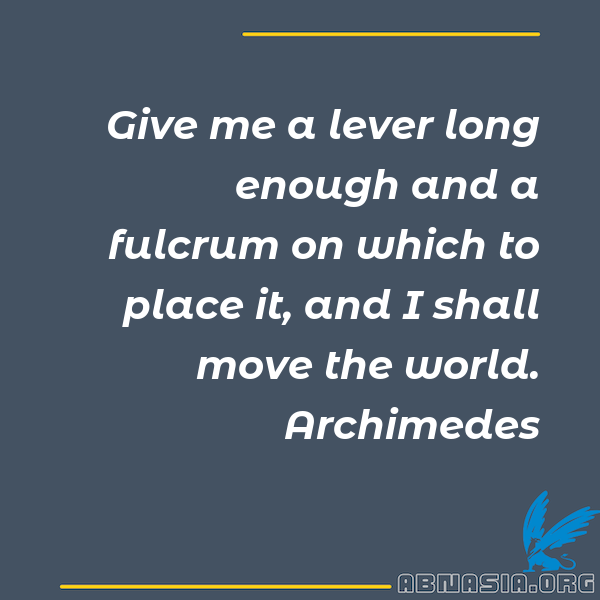 Give me a lever long
enough and a
fulcrum on which to
place it, and I shall
move the world.
Archimedes
ABNASIA.ORG